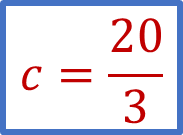 c = 20/3